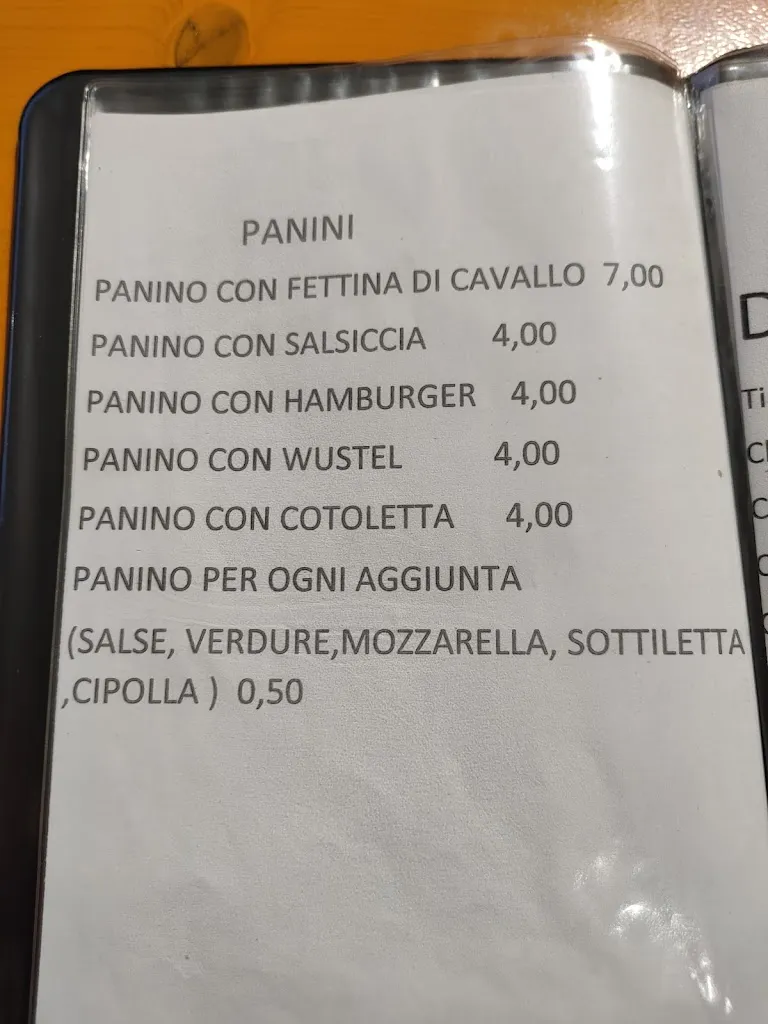 PANINI
PANINO CON FETTINA DI CAVALLO 7,00
PANINO CON SALSICCIA 4,00
PANINO CON HAMBURGER 4,00
PANINO CON WUSTEL 4,00
PANINO CON COTOLETTA 4,00
PANINO PER OGNI AGGIUNTA
(SALSE, VERDURE,MOZZARELLA, SOTTILETTA
,CIPOLLA ) 0,50